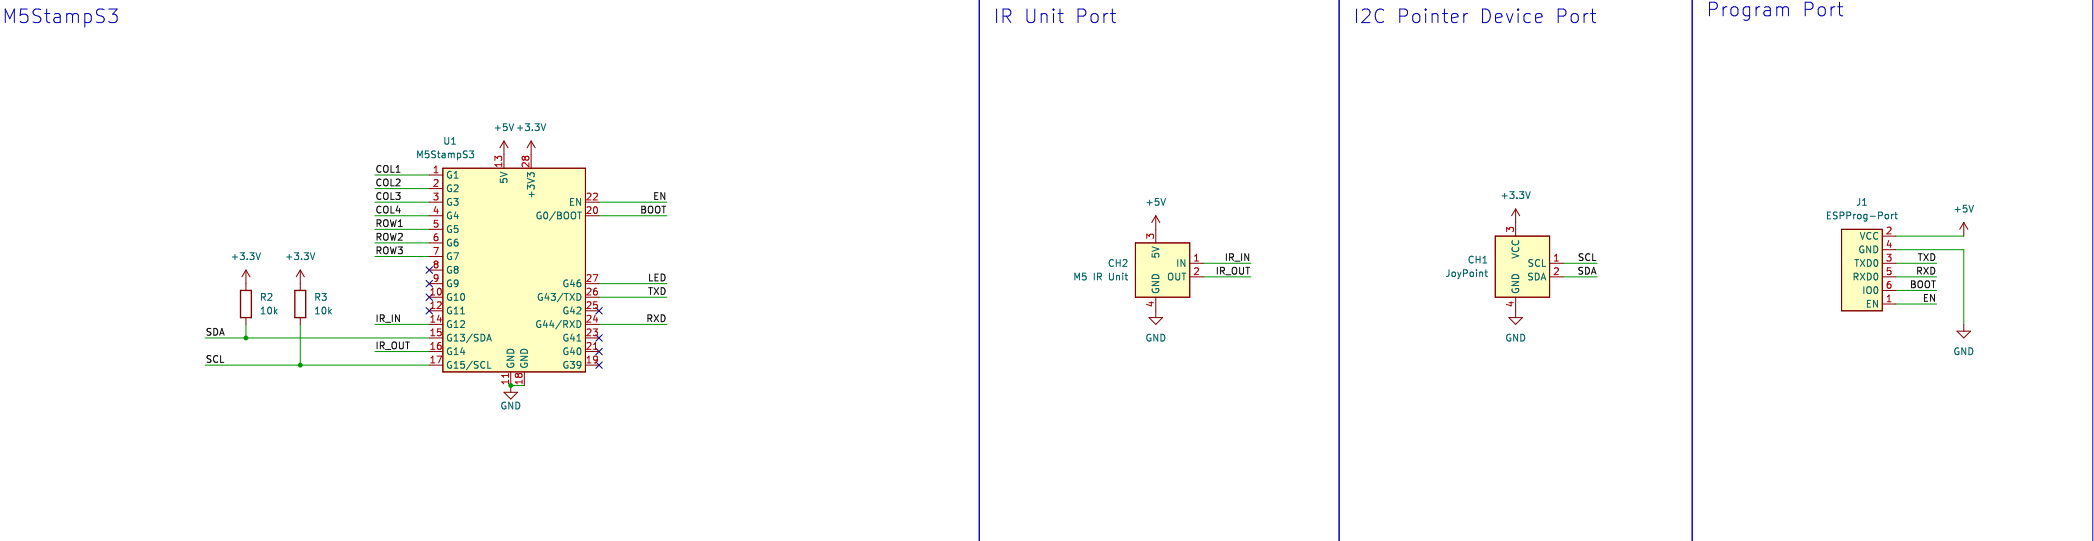 M5StampS3
IR Unit Port
I2C Pointer Device Port
Program Port
+5V +3.3V
U1
M5StampS3
13 28
5V +3V3
COL1 1 G1
COL2 2 G2
COL3 3 G3
COL4 4 G4
ROW1 5 G5
ROW2 6 G6
ROW3 7 G7
8 G8
9 G9
10 G10
12 G11
IR_IN 14 G12
SDA 15 G13/SDA
IR_OUT 16 G14
SCL 17 G15/SCL
EN 22 EN
G0/BOOT 20 BOOT
G46 27 LED
G43/TXD 26 TXD
G42 25
G44/RXD 24 RXD
G41 23
G40 21
G39 19
GND GND
11 18
GND
+3.3V +3.3V
R2 R3
10k 10k
+5V
3
5V
CH2
M5 IR Unit
IN 1 IR_IN
OUT 2 IR_OUT
GND
4
GND
+3.3V
3
VCC
CH1
JoyPoint
SCL 1 SCL
SDA 2 SDA
GND
4
GND
J1
ESPProg-Port
+5V
VCC 2
GND 4
TXD0 3 TXD
RXD0 5 RXD
IO0 6 BOOT
EN 1 EN
GND